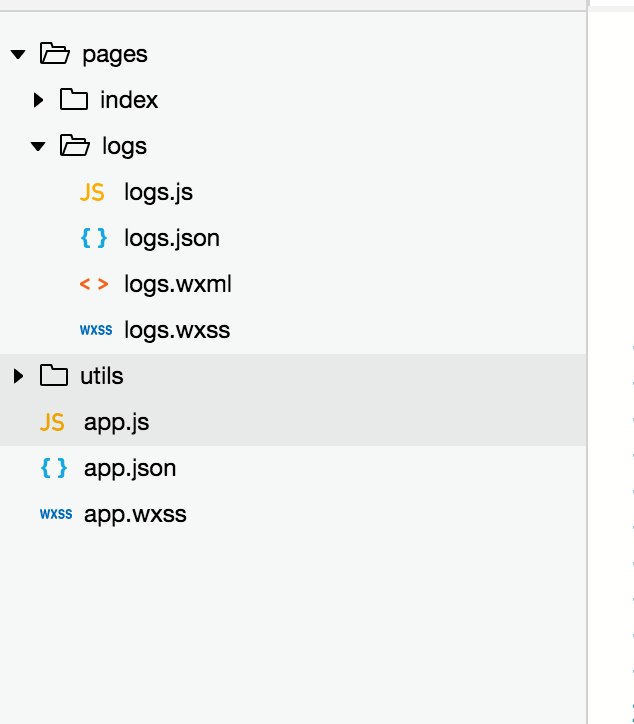 pages
index
logs
JS logs.js
{ } logs.json
< > logs.wxml
wxss logs.wxss
utils
JS app.js
{ } app.json
wxss app.wxss